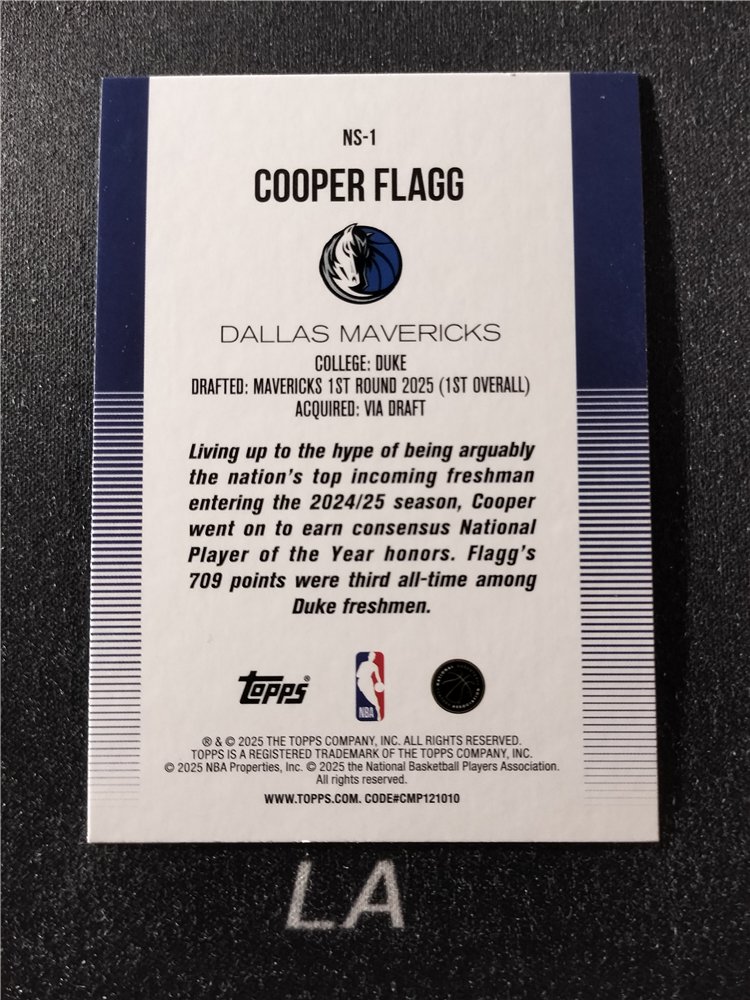 NS-1
COOPER FLAGG
DALLAS MAVERICKS
COLLEGE: DUKE
DRAFTED: MAVERICKS 1ST ROUND 2025 (1ST OVERALL)
ACQUIRED: VIA DRAFT
Living up to the hype of being arguably
the nation's top incoming freshman
entering the 2024/25 season, Cooper
went on to earn consensus National
Player of the Year honors. Flagg's
709 points were third all-time among
Duke freshmen.
topps®
NBA
® & © 2025 THE TOPPS COMPANY, INC. ALL RIGHTS RESERVED.
TOPPS IS A REGISTERED TRADEMARK OF THE TOPPS COMPANY, INC.
© 2025 NBA Properties, Inc. © 2025 the National Basketball Players Association.
All rights reserved.
WWW.TOPPS.COM. CODE#CMP121010
LA